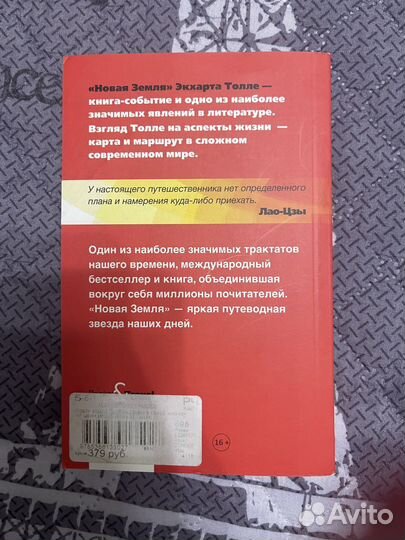 «Новая Земля» Экхарта Толле —
книга-событие и одно из наиболее
значимых явлений в литературе.
Взгляд Толле на аспекты жизни —
карта и маршрут в сложном
современном мире.
У настоящего путешественника нет определенного
плана и намерения куда-либо приехать.
Лао-Цзы
Один из наиболее значимых трактатов
нашего времени, международный
бестселлер и книга, объединившая
вокруг себя миллионы почитателей.
«Новая Земля» — яркая путеводная
звезда наших дней.
379 руб
16+
Avito